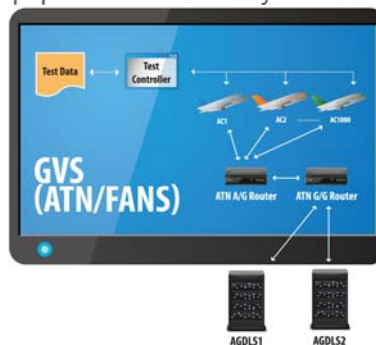 Test Data
Test
Controller
AC1
AC2
AC1000
GVS
(ATN/FANS)
ATN A/G Router
ATN G/G Router
AGDLS1
AGDLS2